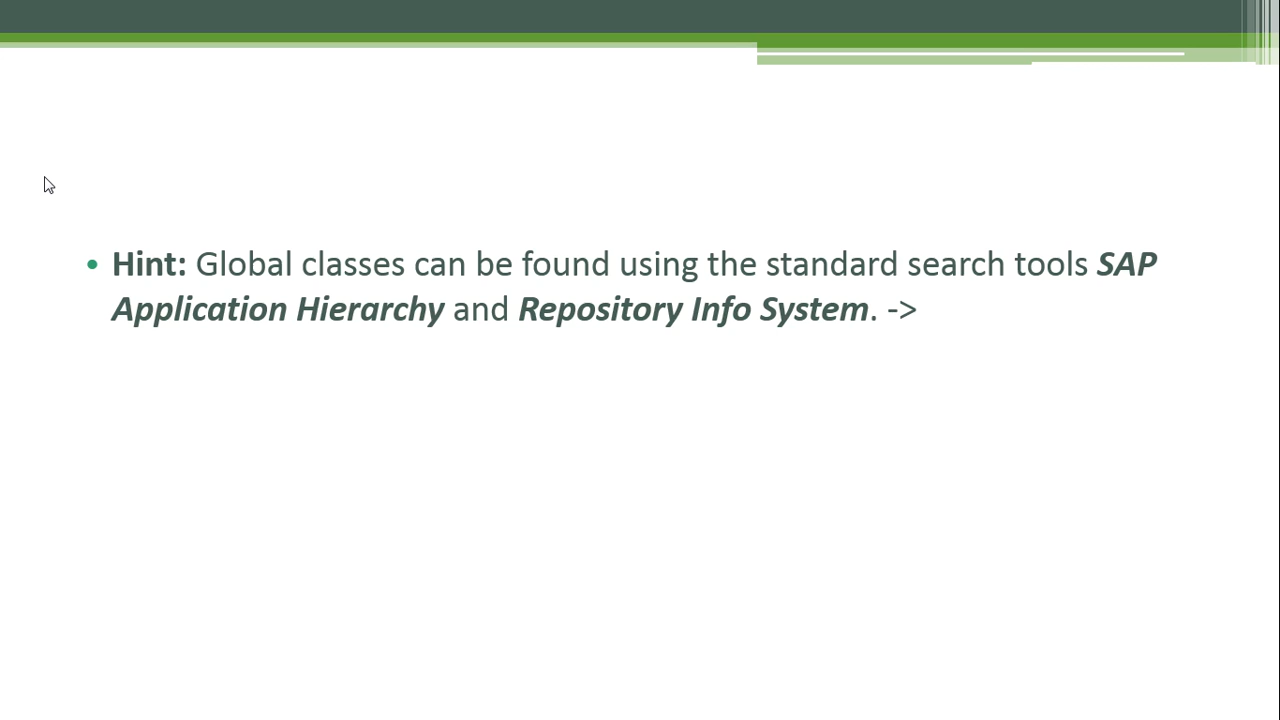 • Hint: Global classes can be found using the standard search tools SAP
Application Hierarchy and Repository Info System. ->